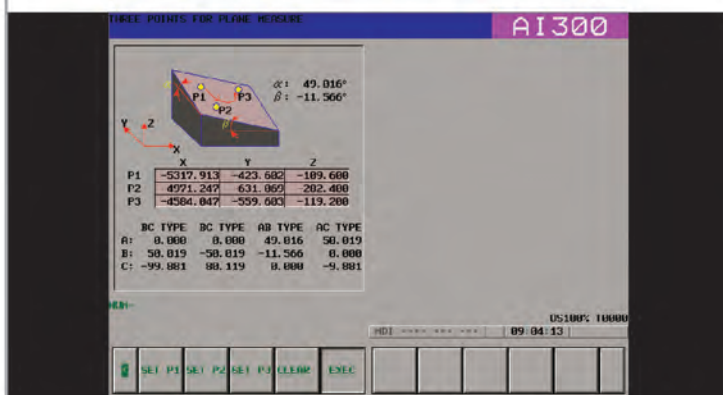 THREE POINTS FOR PLANE MEASURE
AI300
α: 49.016°
β: -11.566°
P1 P3
P2
Y Z
X
X Y Z
P1 -5317.913 -423.602 -109.600
P2 4971.247 631.069 -202.400
P3 -4504.047 -559.603 -119.200
BC TYPE BC TYPE AB TYPE AC TYPE
A: 0.000 0.000 49.016 50.019
B: 50.019 -50.019 -11.566 0.000
C: -99.881 80.119 0.000 -9.881
NUM=
OS100% T0000
MDI **** *** *** 09:04:13
SET P1 SET P2 SET P3 CLEAR EXEC